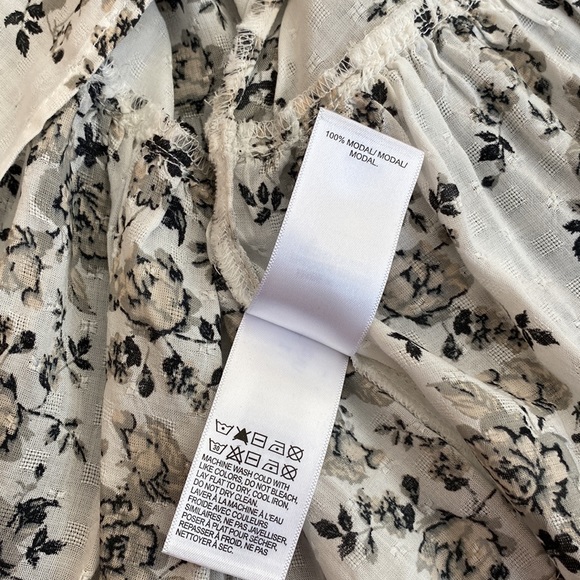 100% MODAL/ MODAL/
MODAL.
MACHINE WASH COLD WITH
LIKE COLORS, DO NOT BLEACH,
LAY FLAT TO DRY, COOL IRON,
DO NOT DRY CLEAN.
LAVER À LA MACHINE À L'EAU
FROIDE AVEC COULEURS
SIMILAIRES, NE PAS JAVELLISER,
POSER À PLAT POUR SÉCHER,
REPASSER À FROID, NE PAS
NETTOYER À SEC.